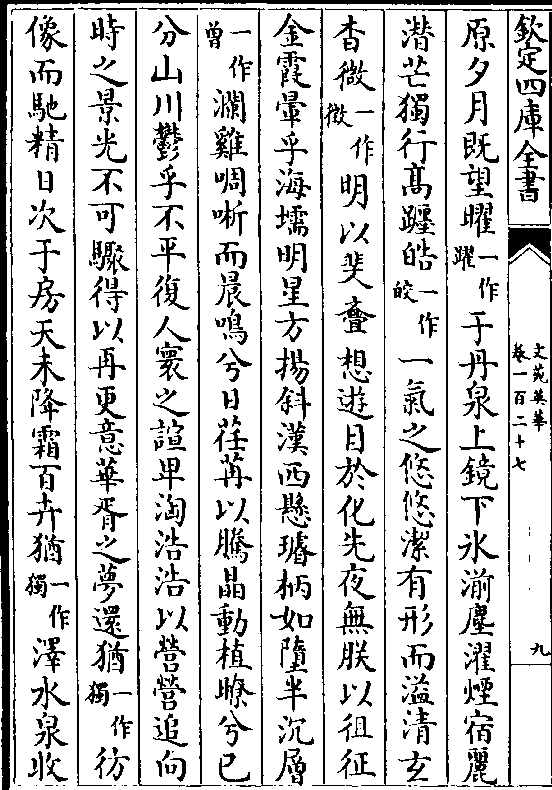 欽定四庫全書
文苑英華
卷一百二十七
九
原夕月既望曜一作躍于丹泉上鏡下氷湔塵濯煙宿麗
潜芒獨行髙躔皓一作皎一氣之悠悠潔有形而溢清玄
杳微一作徴明以斐亹想遊目於化先夜無朕以徂征
金霞暈乎海壖明星方揚斜漢西懸璿柄如墮半沉層
一作曽瀾雞啁哳而晨鳴兮日荏苒以騰晶動植瞭兮已
分山川鬱乎不平復人寰之諠卑淘浩浩以營營追向
時之景光不可驟得以再更意華胥之夢還猶一作獨彷
像而馳精日次于房天未降霜百卉猶一作獨澤水泉收